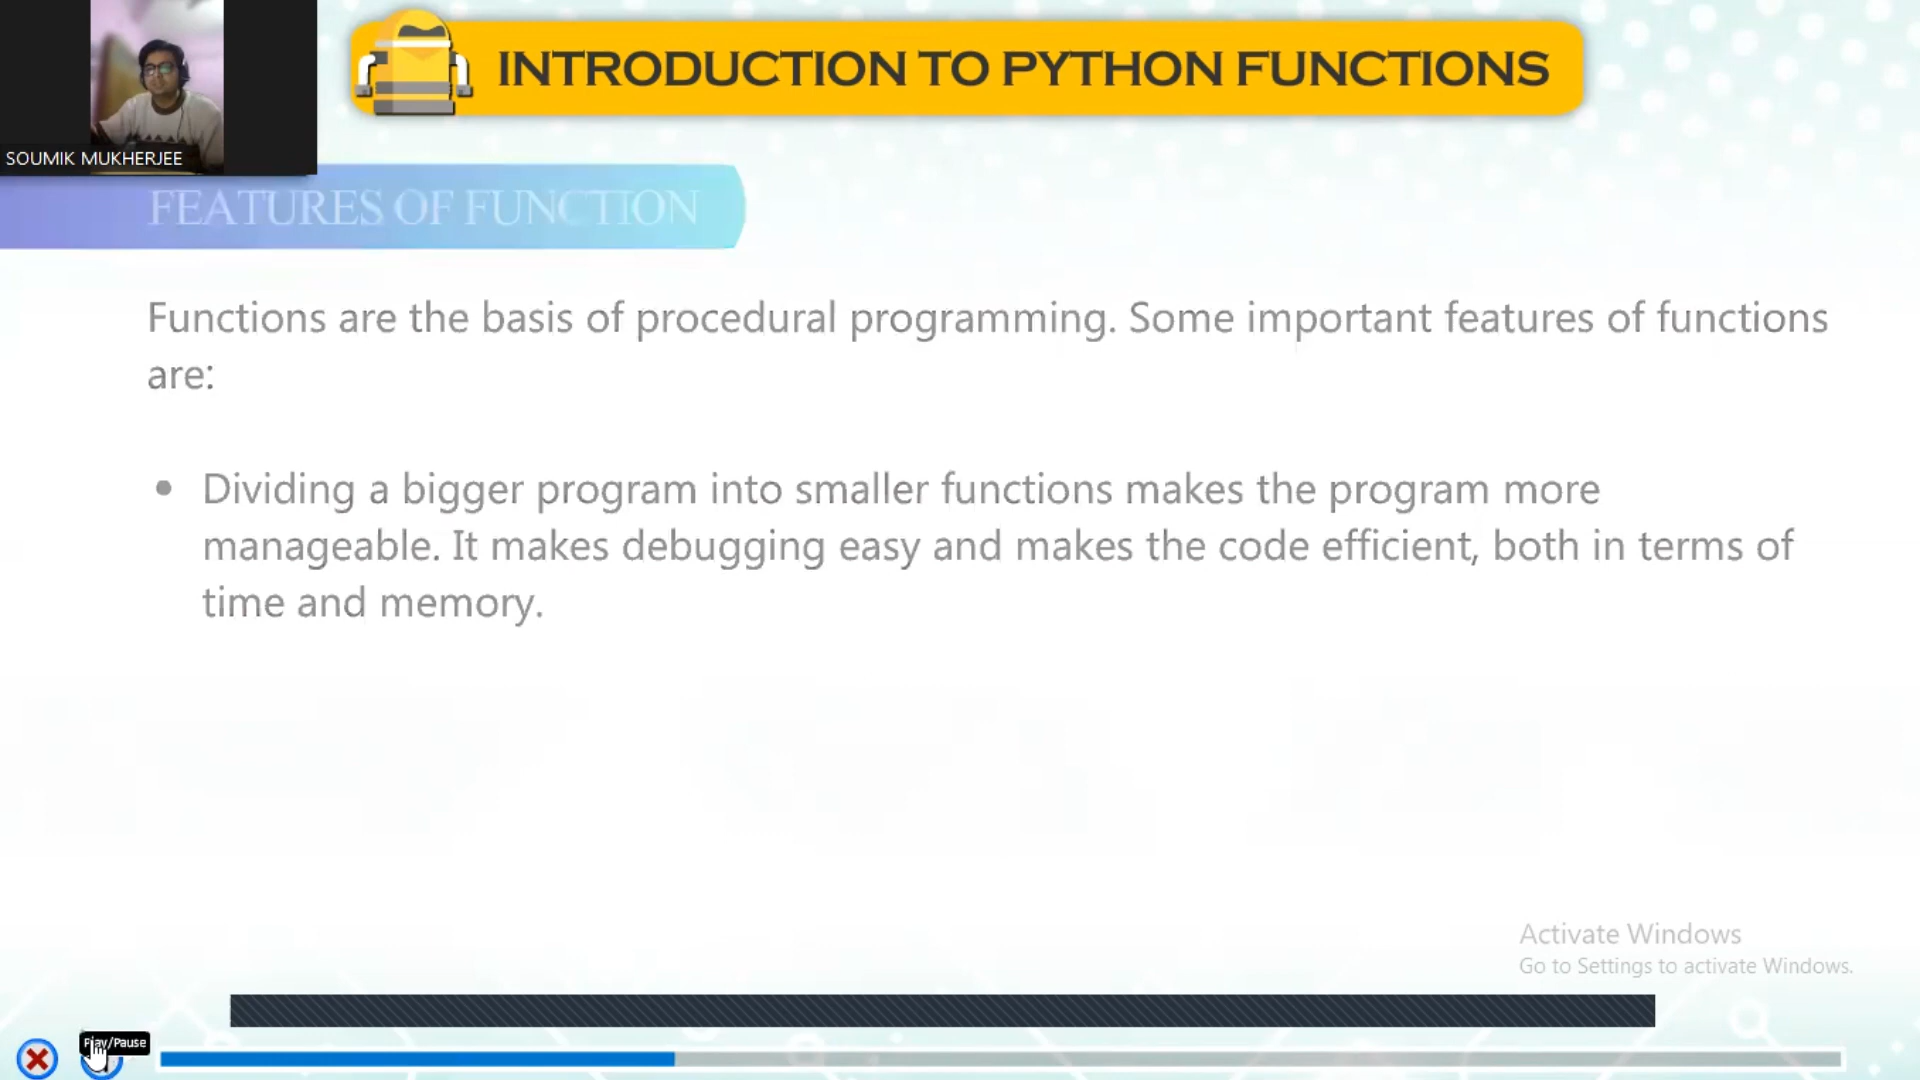 INTRODUCTION TO PYTHON FUNCTIONS
SOUMIK MUKHERJEE
FEATURES OF FUNCTION
Functions are the basis of procedural programming. Some important features of functions
are:
• Dividing a bigger program into smaller functions makes the program more
manageable. It makes debugging easy and makes the code efficient, both in terms of
time and memory.
Activate Windows
Go to Settings to activate Windows.
Play/Pause